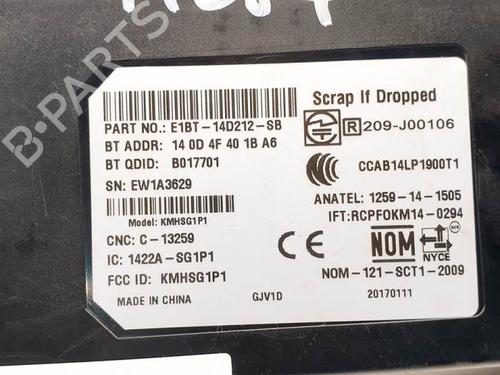 B-PARTS
Scrap If Dropped
PART NO.: E1BT-14D212-SB
R 209-J00106
BT ADDR: 14 0D 4F 40 1B A6
BT QDID: B017701
CCAB14LP1900T1
SN: EW1A3629
ANATEL: 1259-14-1505
Model: KMHSG1P1
IFT:RCPFOKM14-0294
CNC: C-13259
CE
NOM
MX
NYCE
IC: 1422A-SG1P1
NOM-121-SCT1-2009
FCC ID: KMHSG1P1
MADE IN CHINA
GJV1D
20170111